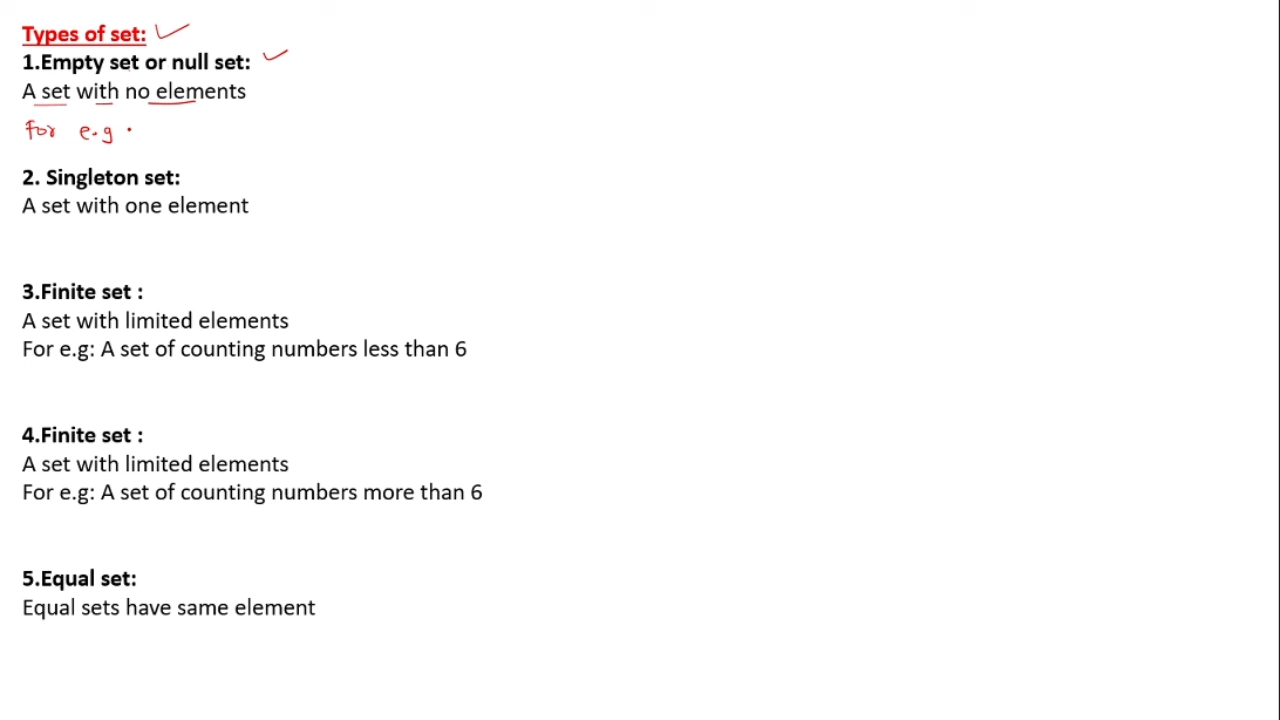 Types of set:
1.Empty set or null set:
A set with no elements
For e.g.
2. Singleton set:
A set with one element
3.Finite set :
A set with limited elements
For e.g: A set of counting numbers less than 6
4.Finite set :
A set with limited elements
For e.g: A set of counting numbers more than 6
5.Equal set:
Equal sets have same element